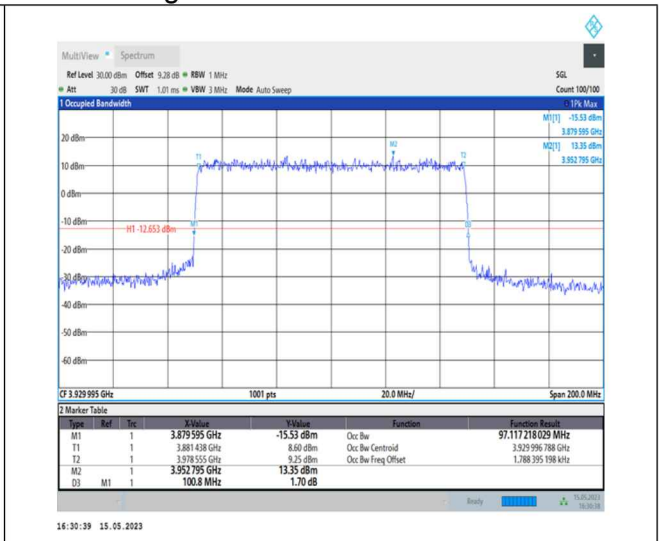 MultiView Spectrum
Ref Level 30.00 dBm Offset 9.28 dB RBW 1 MHz SGL
Att 30 dB SWT 1.01 ms VBW 3 MHz Mode Auto Sweep Count 100/100
1 Occupied Bandwidth 1Pk Max
M1[1] -15.53 dBm
3.879 595 GHz
M2[1] 13.35 dBm
3.952 795 GHz
20 dBm
M2
T1 T2
10 dBm
0 dBm
-10 dBm
M1 D3
H1 -12.653 dBm
-30 dBm
-40 dBm
-50 dBm
-60 dBm
CF 3.929 995 GHz 1001 pts 20.0 MHz/ Span 200.0 MHz
2 Marker Table
Type Ref Trc X-Value Y-Value Function Function Result
M1 1 3.879 595 GHz -15.53 dBm Occ Bw 97.117 218 029 MHz
T1 1 3.881 438 GHz 8.60 dBm Occ Bw Centroid 3.929 996 788 GHz
T2 1 3.978 555 GHz 9.25 dBm Occ Bw Freq Offset 1.788 395 198 kHz
M2 1 3.952 795 GHz 13.35 dBm
D3 M1 1 100.8 MHz 1.70 dB
Ready 15.05.2023
16:30:38
16:30:39 15.05.2023